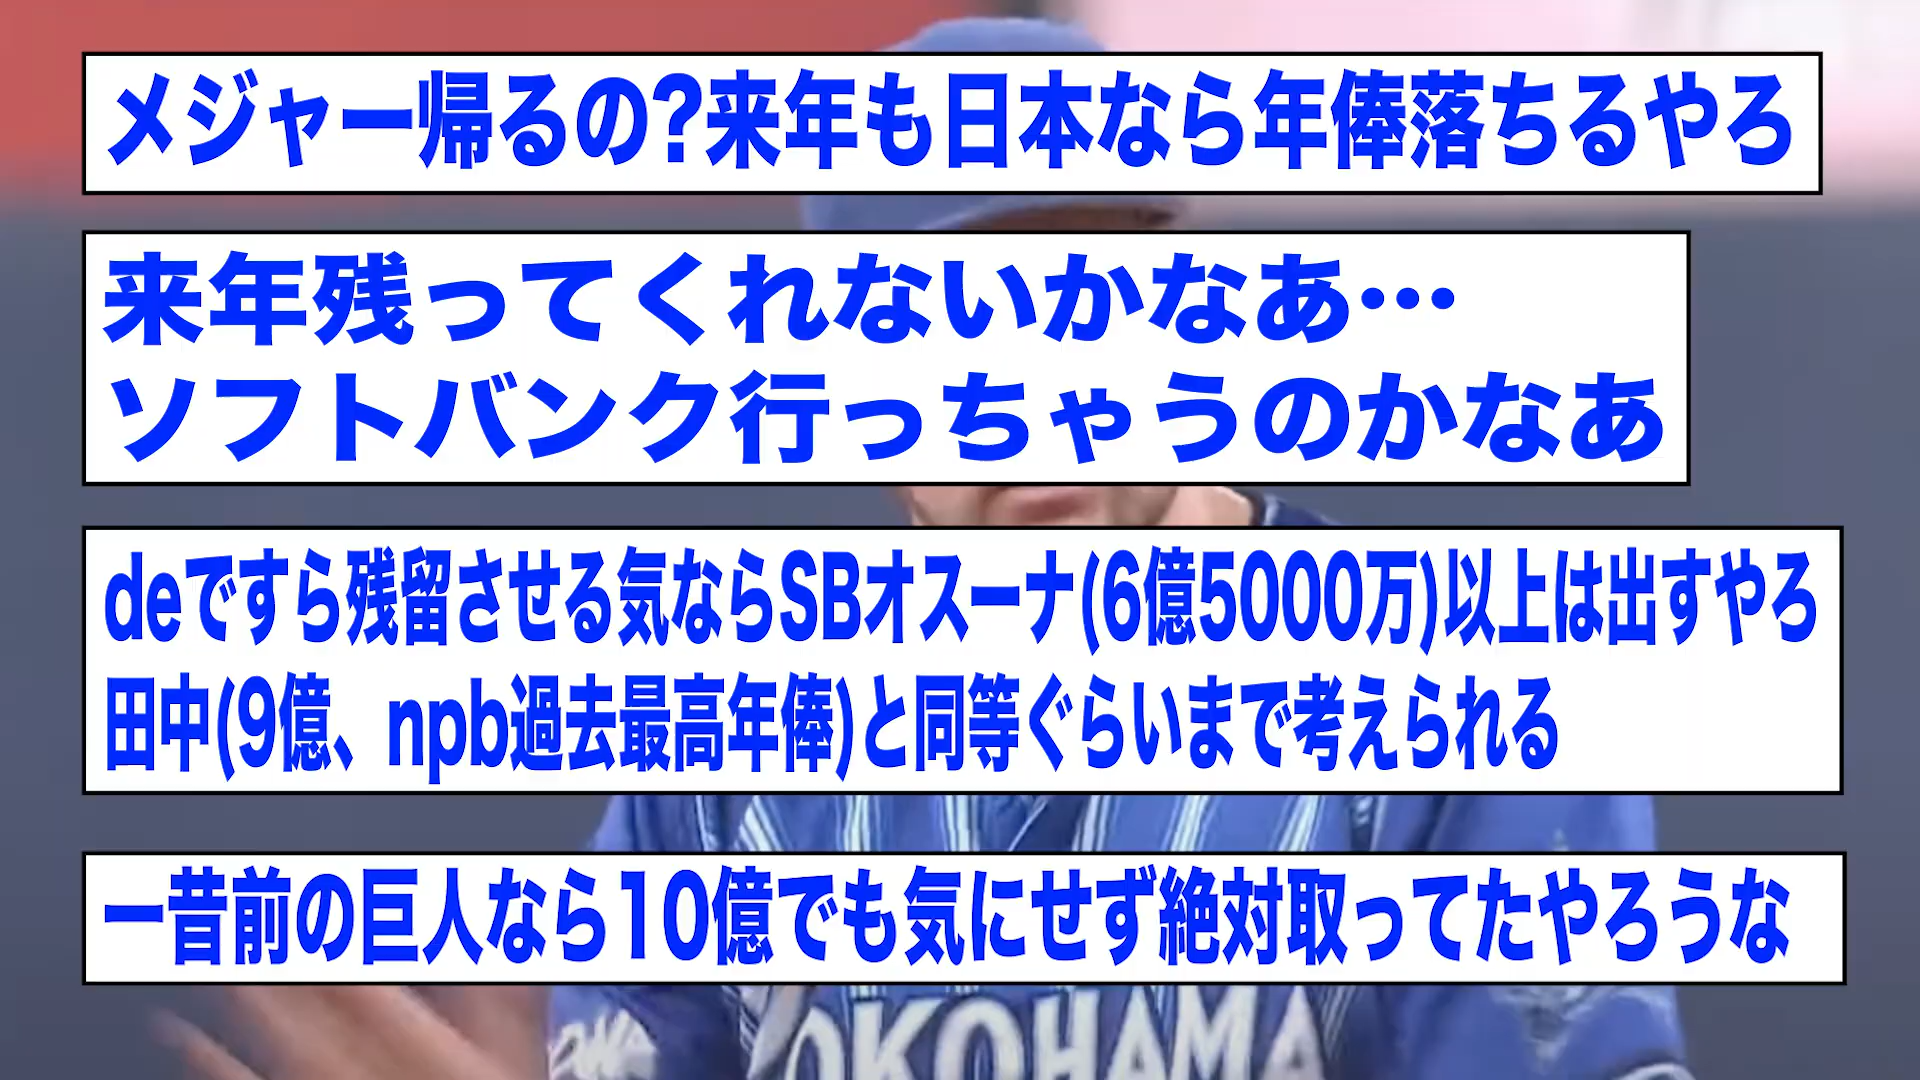 メジャー帰るの?来年も日本なら年俸落ちるやろ
来年残ってくれないかなあ…
ソフトバンク行っちゃうのかなあ
deですら残留させる気ならSBオスーナ(6億5000万)以上は出すやろ
田中(9億、npb過去最高年俸)と同等ぐらいまで考えられる
一昔前の巨人なら10億でも気にせず絶対取ってたやろうな
YOKOHAMA